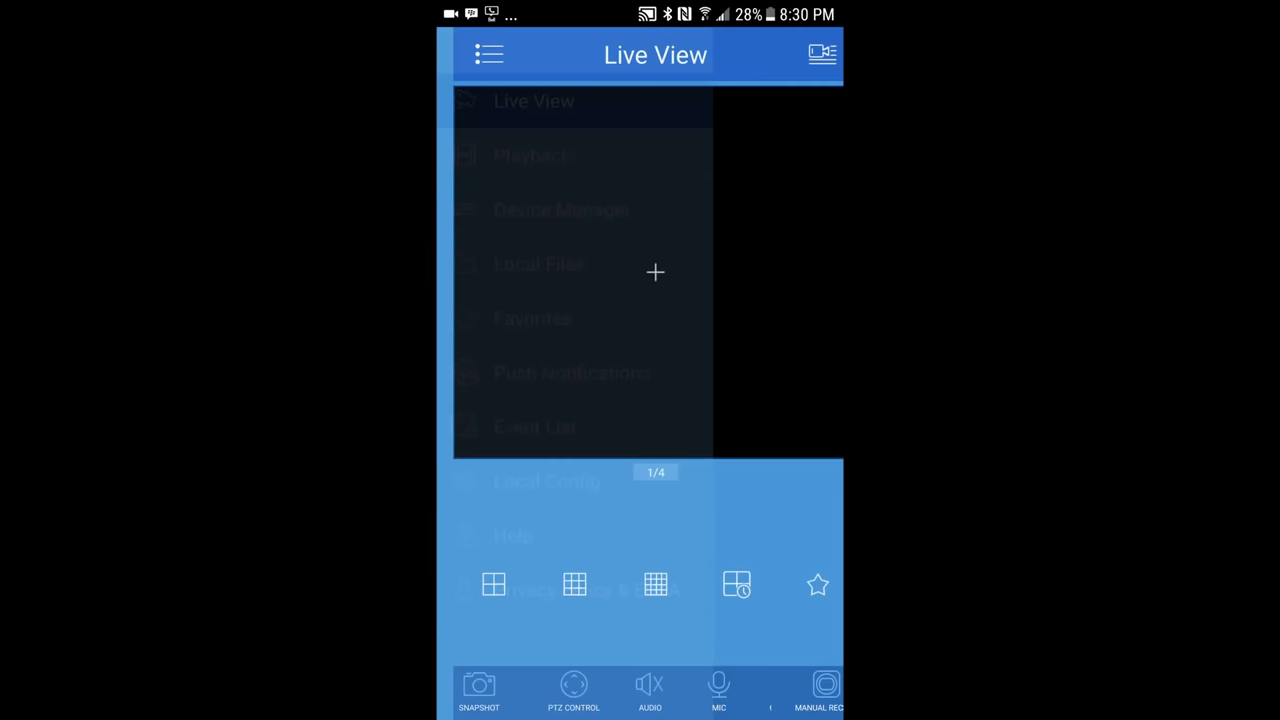 ... 28% 8:30 PM
Live View
Live View
Playback
Device Manager
Local Files
Favorites
Push Notifications
Event List
1/4
Local Config
Help
SNAPSHOT PTZ CONTROL AUDIO MIC MANUAL REC